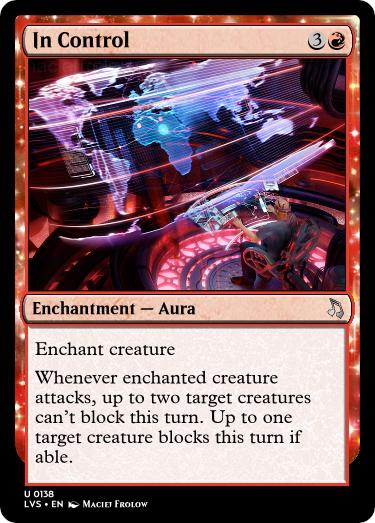 In Control 3
Enchantment — Aura
Enchant creature
Whenever enchanted creature
attacks, up to two target creatures
can't block this turn. Up to one
target creature blocks this turn if
able.
U 0138
LVS • EN Maciej Frolow